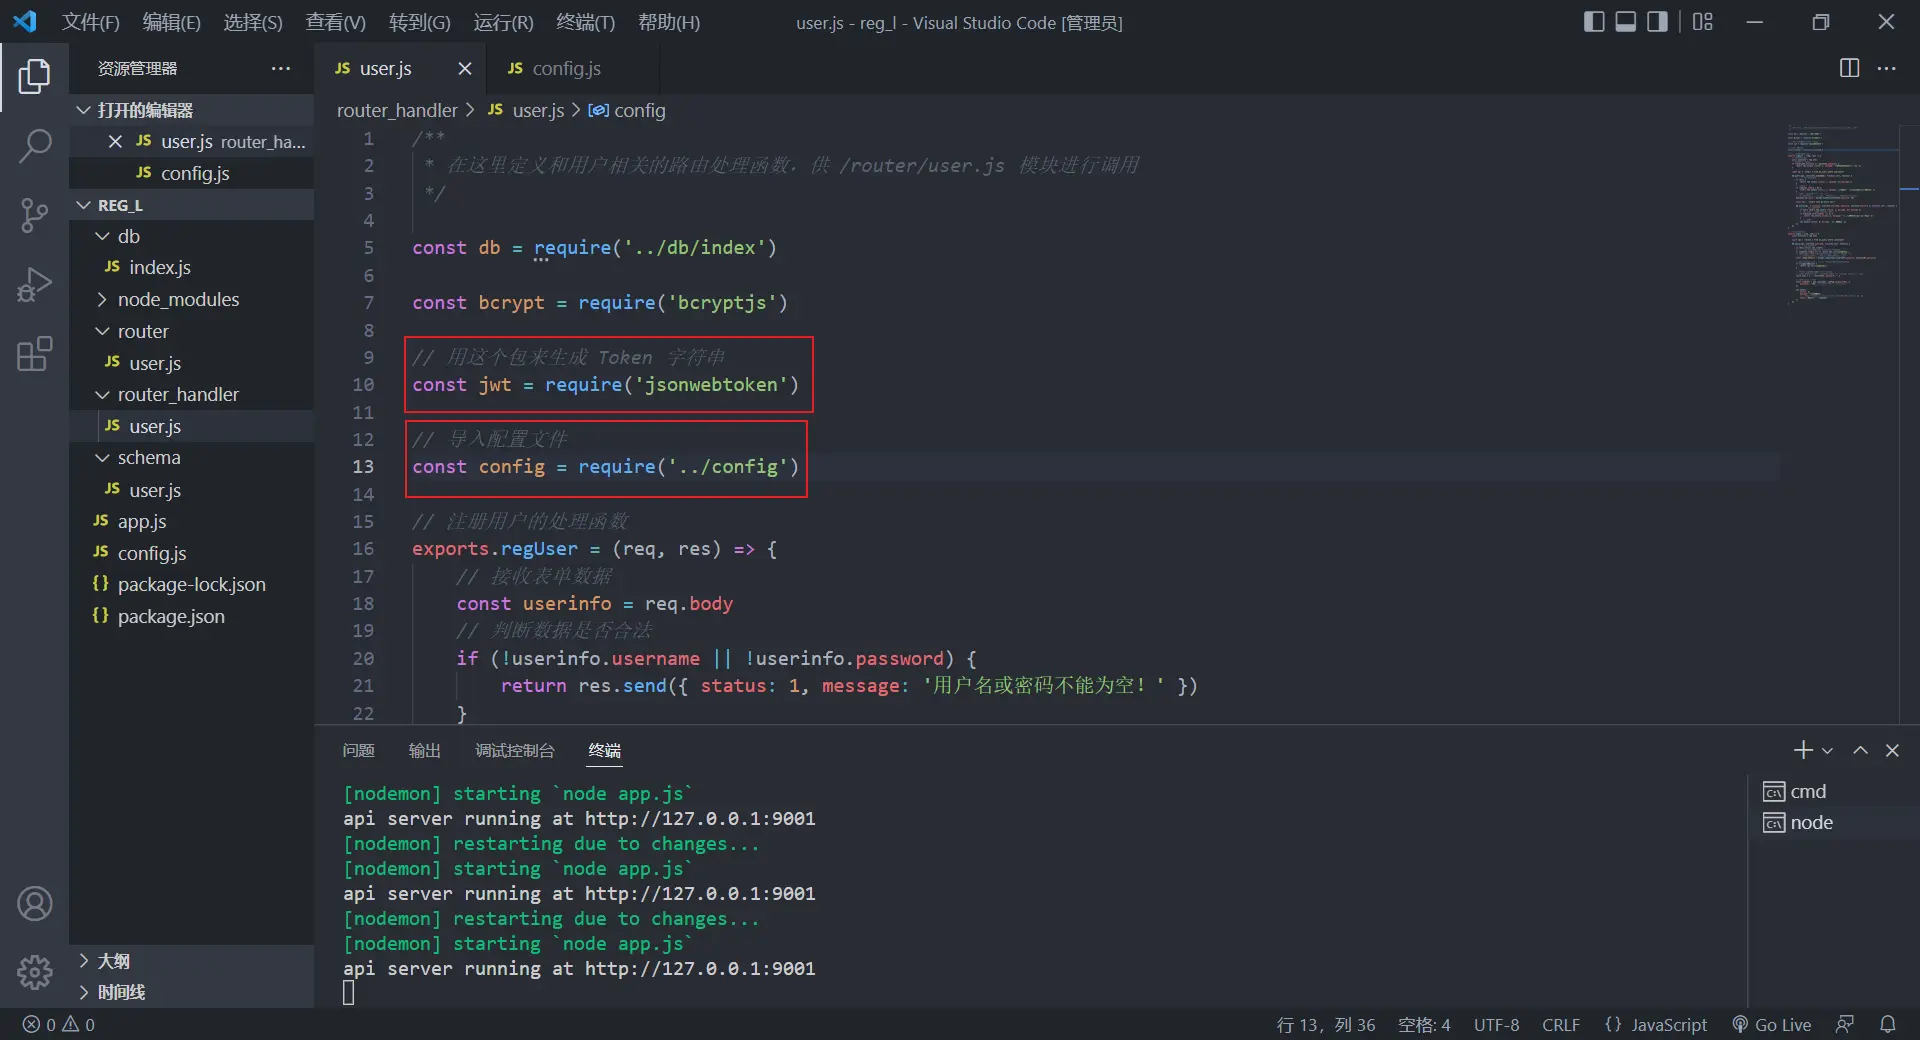 文件(F) 编辑(E) 选择(S) 查看(V) 转到(G) 运行(R) 终端(T) 帮助(H) user.js - reg_l - Visual Studio Code [管理员]
资源管理器 ···
打开的编辑器
JS user.js router_ha...
JS config.js
REG_L
db
JS index.js
node_modules
router
JS user.js
router_handler
JS user.js
schema
JS user.js
JS app.js
JS config.js
{} package-lock.json
{} package.json
大纲
时间线
JS user.js JS config.js
router_handler > JS user.js > config
1 /**
2 * 在这里定义和用户相关的路由处理函数，供 /router/user.js 模块进行调用
3 */
4
5 const db = require('../db/index')
6
7 const bcrypt = require('bcryptjs')
8
9 // 用这个包来生成 Token 字符串
10 const jwt = require('jsonwebtoken')
11
12 // 导入配置文件
13 const config = require('../config')
14
15 // 注册用户的处理函数
16 exports.regUser = (req, res) => {
17 // 接收表单数据
18 const userinfo = req.body
19 // 判断数据是否合法
20 if (!userinfo.username || !userinfo.password) {
21 return res.send({ status: 1, message: '用户名或密码不能为空！' })
22 }
问题 输出 调试控制台 终端
[nodemon] starting `node app.js`
api server running at http://127.0.0.1:9001
[nodemon] restarting due to changes...
[nodemon] starting `node app.js`
api server running at http://127.0.0.1:9001
[nodemon] restarting due to changes...
[nodemon] starting `node app.js`
api server running at http://127.0.0.1:9001
cmd
node
0 0 行 13，列 36 空格: 4 UTF-8 CRLF {} JavaScript Go Live